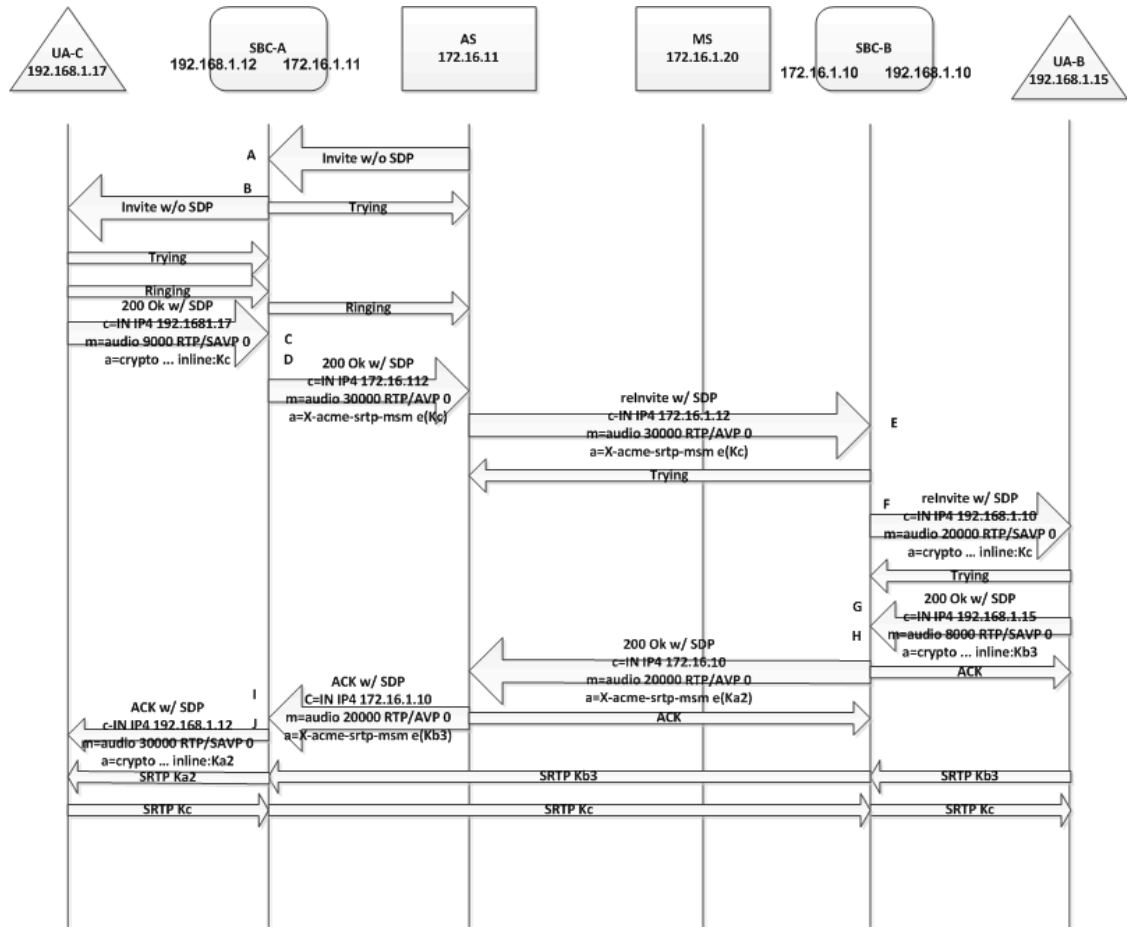 UA-C
192.168.1.17
SBC-A
192.168.1.12 172.16.1.11
AS
172.16.11
MS
172.16.1.20
SBC-B
172.16.1.10 192.168.1.10
UA-B
192.168.1.15
A
Invite w/o SDP
B
Invite w/o SDP
Trying
Trying
Ringing
Ringing
200 Ok w/ SDP
c=IN IP4 192.1681.17
m=audio 9000 RTP/SAVP 0
a=crypto ... inline:Kc
C
D
200 Ok w/ SDP
c=IN IP4 172.16.112
m=audio 30000 RTP/AVP 0
a=X-acme-srtp-msm e(Kc)
reInvite w/ SDP
c-IN IP4 172.16.1.12
m=audio 30000 RTP/AVP 0
a=X-acme-srtp-msm e(Kc)
E
Trying
F
reInvite w/ SDP
c=IN IP4 192.168.1.10
m=audio 20000 RTP/SAVP 0
a=crypto ... inline:Kc
Trying
G
H
200 Ok w/ SDP
c=IN IP4 192.168.1.15
m=audio 8000 RTP/SAVP 0
a=crypto ... inline:Kb3
200 Ok w/ SDP
c=IN IP4 172.16.10
m=audio 20000 RTP/AVP 0
a=X-acme-srtp-msm e(Ka2)
ACK
I
J
ACK w/ SDP
C=IN IP4 172.16.1.10
m=audio 20000 RTP/AVP 0
a=X-acme-srtp-msm e(Kb3)
ACK
ACK w/ SDP
c-IN IP4 192.168.1.12
m=audio 30000 RTP/SAVP 0
a=crypto ... inline:Ka2
SRTP Ka2
SRTP Kb3
SRTP Kb3
SRTP Kc
SRTP Kc
SRTP Kc